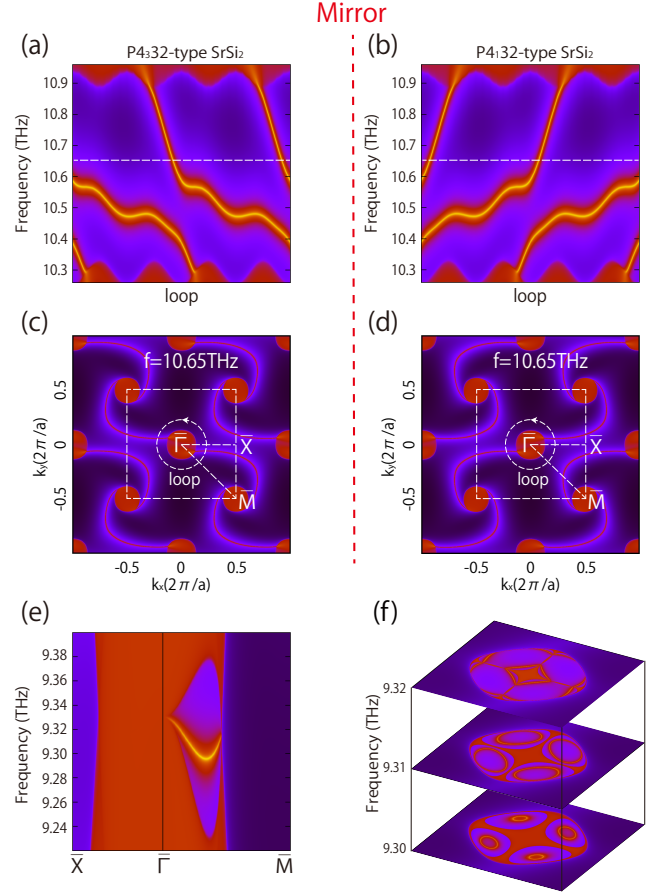 Mirror
(a)
P4₃32-type SrSi₂
Frequency (THz)
10.9
10.8
10.7
10.6
10.5
10.4
10.3
loop
(b)
P4₁32-type SrSi₂
Frequency (THz)
10.9
10.8
10.7
10.6
10.5
10.4
10.3
loop
(c)
f=10.65THz
kᵧ(2π/a)
0.5
0
-0.5
Γ̅
X̅
loop
M̅
-0.5
0
0.5
kₓ(2π/a)
(d)
f=10.65THz
kᵧ(2π/a)
0.5
0
-0.5
Γ̅
X̅
loop
M̅
-0.5
0
0.5
kₓ(2π/a)
(e)
Frequency (THz)
9.38
9.36
9.34
9.32
9.30
9.28
9.26
9.24
X̅
Γ̅
M̅
(f)
Frequency (THz)
9.32
9.31
9.30